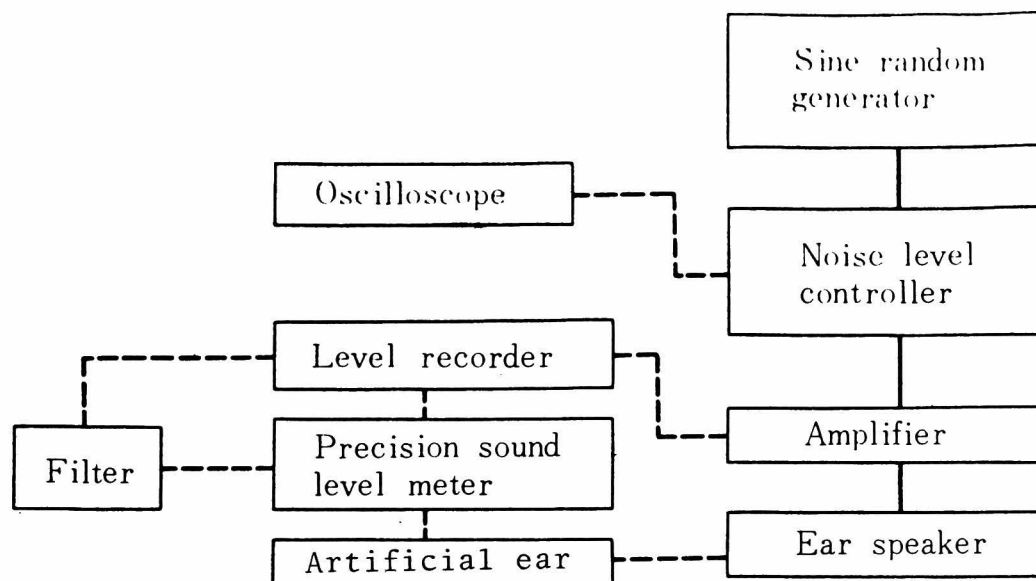 Sine random
generator
Oscilloscope
Noise level
controller
Level recorder
Amplifier
Filter
Precision sound
level meter
Ear speaker
Artificial ear